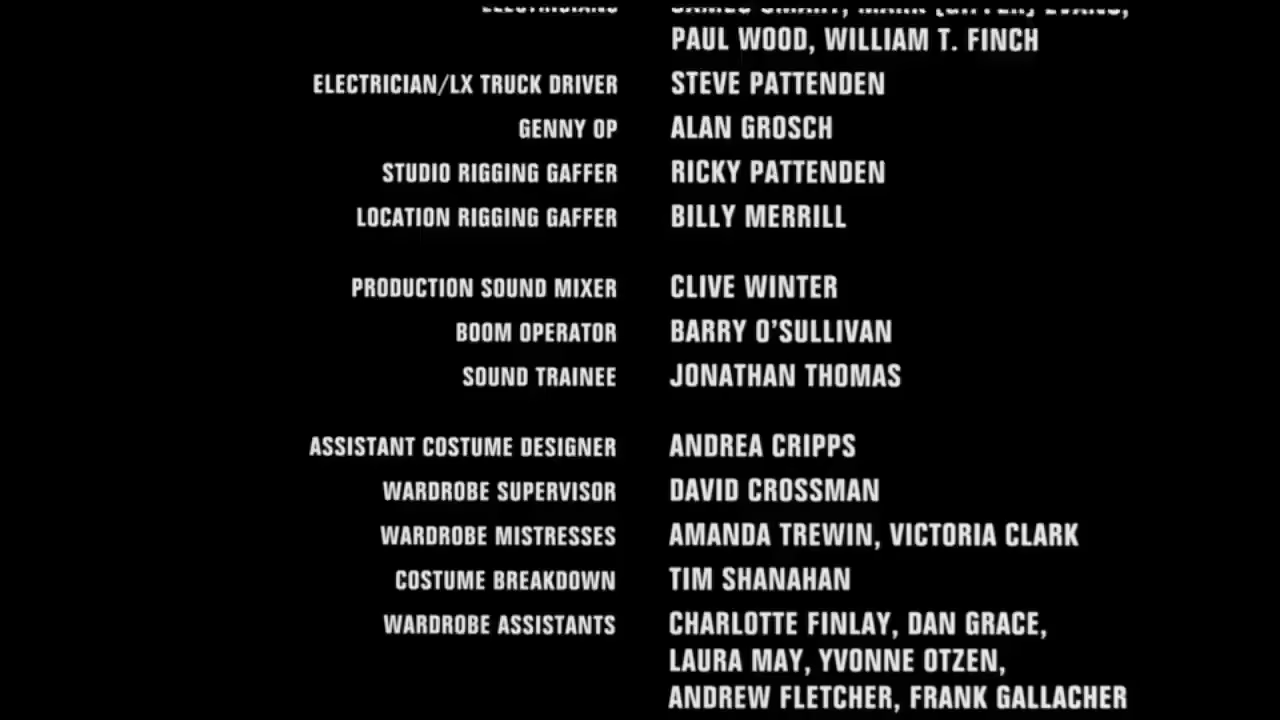 PAUL WOOD, WILLIAM T. FINCH
ELECTRICIAN/LX TRUCK DRIVER STEVE PATTENDEN
GENNY OP ALAN GROSCH
STUDIO RIGGING GAFFER RICKY PATTENDEN
LOCATION RIGGING GAFFER BILLY MERRILL
PRODUCTION SOUND MIXER CLIVE WINTER
BOOM OPERATOR BARRY O'SULLIVAN
SOUND TRAINEE JONATHAN THOMAS
ASSISTANT COSTUME DESIGNER ANDREA CRIPPS
WARDROBE SUPERVISOR DAVID CROSSMAN
WARDROBE MISTRESSES AMANDA TREWIN, VICTORIA CLARK
COSTUME BREAKDOWN TIM SHANAHAN
WARDROBE ASSISTANTS CHARLOTTE FINLAY, DAN GRACE,
LAURA MAY, YVONNE OTZEN,
ANDREW FLETCHER, FRANK GALLACHER